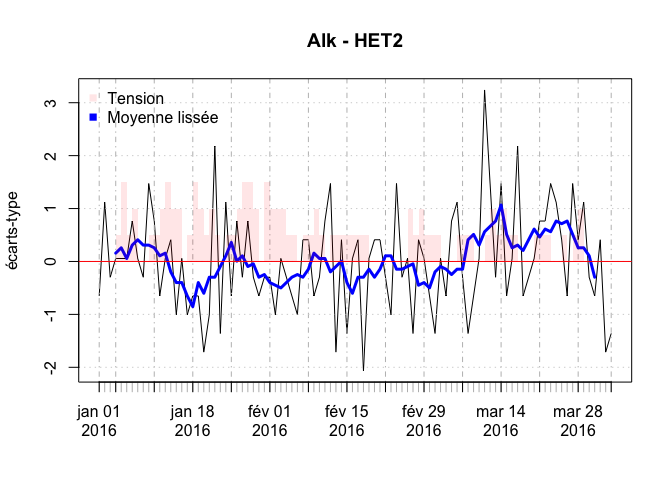 Alk - HET2
Tension
Moyenne lissée
écarts-type
3
2
1
0
-1
-2
jan 01 jan 18 fév 01 fév 15 fév 29 mar 14 mar 28
2016 2016 2016 2016 2016 2016 2016